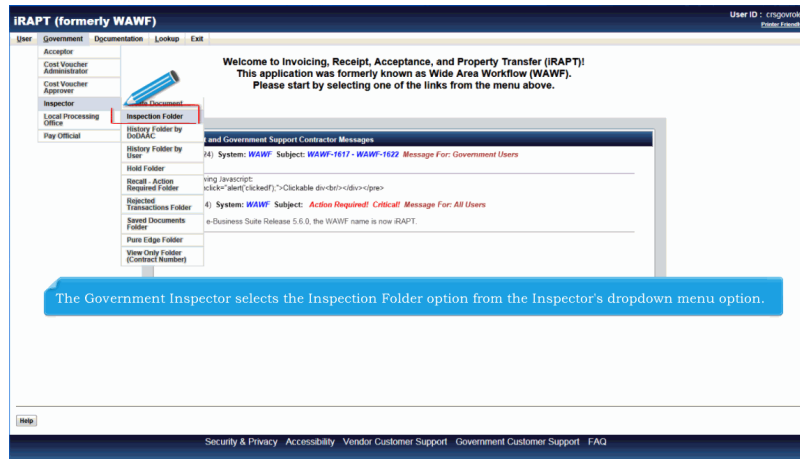 iRAPT (formerly WAWF)
User ID : crsgovrole
Printer Friendly
User Government Documentation Lookup Exit
Acceptor
Cost Voucher
Administrator
Cost Voucher
Approver
Inspector
Local Processing
Office
Pay Official
Document
Inspection Folder
History Folder by
DoDAAC
History Folder by
User
Hold Folder
Recall - Action
Required Folder
Rejected
Transactions Folder
Saved Documents
Folder
Pure Edge Folder
View Only Folder
(Contract Number)
Welcome to Invoicing, Receipt, Acceptance, and Property Transfer (iRAPT)!
This application was formerly known as Wide Area Workflow (WAWF).
Please start by selecting one of the links from the menu above.
t and Government Support Contractor Messages
System: WAWF Subject: WAWF-1617 - WAWF-1622 Message For: Government Users
ving Javascript:
click="alert('clicked!');">Clickable div<br/></div></pre>
4) System: WAWF Subject: Action Required! Critical! Message For: All Users
e-Business Suite Release 5.6.0, the WAWF name is now iRAPT.
The Government Inspector selects the Inspection Folder option from the Inspector's dropdown menu option.
Help
Security & Privacy Accessibility Vendor Customer Support Government Customer Support FAQ